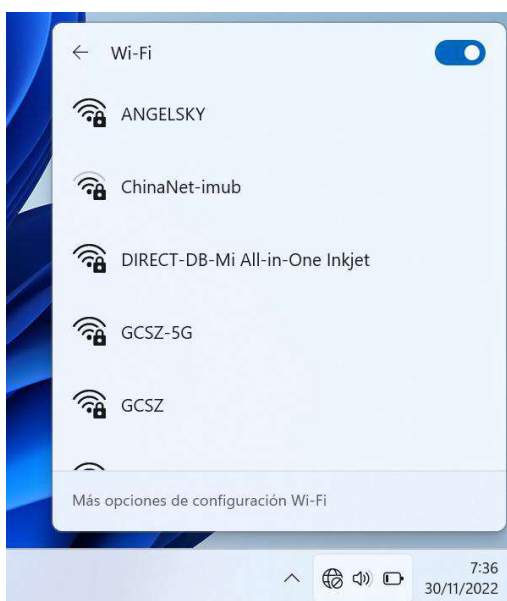 Wi-Fi
ANGELSKY
ChinaNet-imub
DIRECT-DB-Mi All-in-One Inkjet
GCSZ-5G
GCSZ
Más opciones de configuración Wi-Fi
7:36
30/11/2022